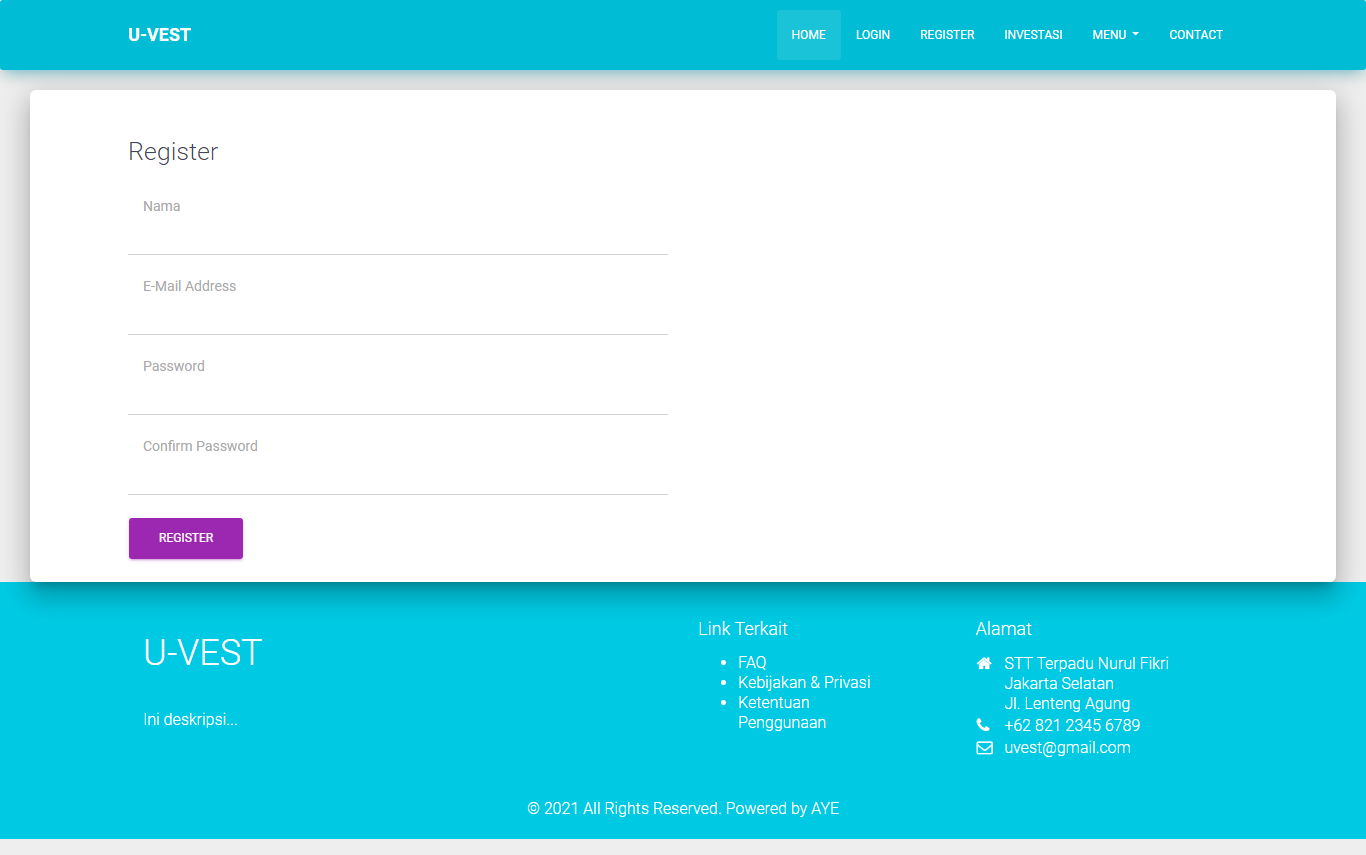 U-VEST
HOME
LOGIN
REGISTER
INVESTASI
MENU
CONTACT
Register
Nama
E-Mail Address
Password
Confirm Password
REGISTER
U-VEST
Ini deskripsi...
Link Terkait
FAQ
Kebijakan & Privasi
Ketentuan
Penggunaan
Alamat
STT Terpadu Nurul Fikri
Jakarta Selatan
Jl. Lenteng Agung
+62 821 2345 6789
uvest@gmail.com
© 2021 All Rights Reserved. Powered by AYE